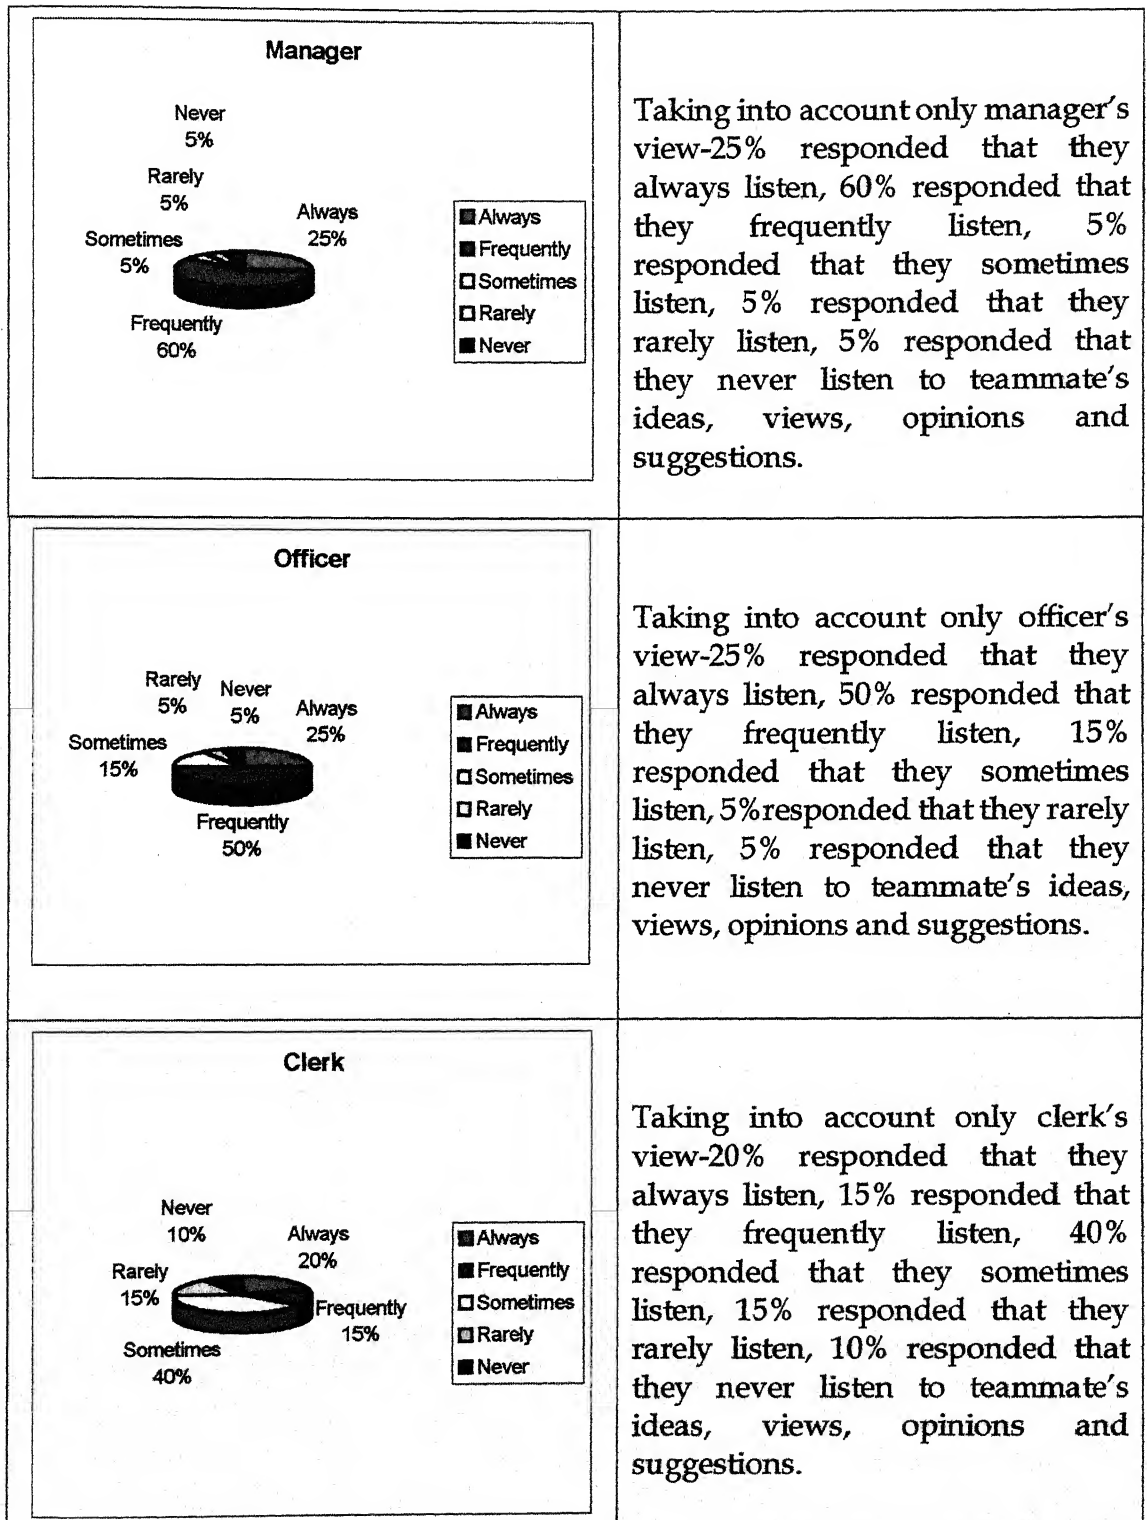 Manager
Never
5%
Rarely
5%
Sometimes
5%
Always
25%
Frequently
60%
Always
Frequently
Sometimes
Rarely
Never
Taking into account only manager's
view-25% responded that they
always listen, 60% responded that
they frequently listen, 5%
responded that they sometimes
listen, 5% responded that they
rarely listen, 5% responded that
they never listen to teammate's
ideas, views, opinions and
suggestions.
Officer
Rarely
5%
Never
5%
Always
25%
Sometimes
15%
Frequently
50%
Always
Frequently
Sometimes
Rarely
Never
Taking into account only officer's
view-25% responded that they
always listen, 50% responded that
they frequently listen, 15%
responded that they sometimes
listen, 5% responded that they rarely
listen, 5% responded that they
never listen to teammate's ideas,
views, opinions and suggestions.
Clerk
Never
10%
Always
20%
Rarely
15%
Frequently
15%
Sometimes
40%
Always
Frequently
Sometimes
Rarely
Never
Taking into account only clerk's
view-20% responded that they
always listen, 15% responded that
they frequently listen, 40%
responded that they sometimes
listen, 15% responded that they
rarely listen, 10% responded that
they never listen to teammate's
ideas, views, opinions and
suggestions.